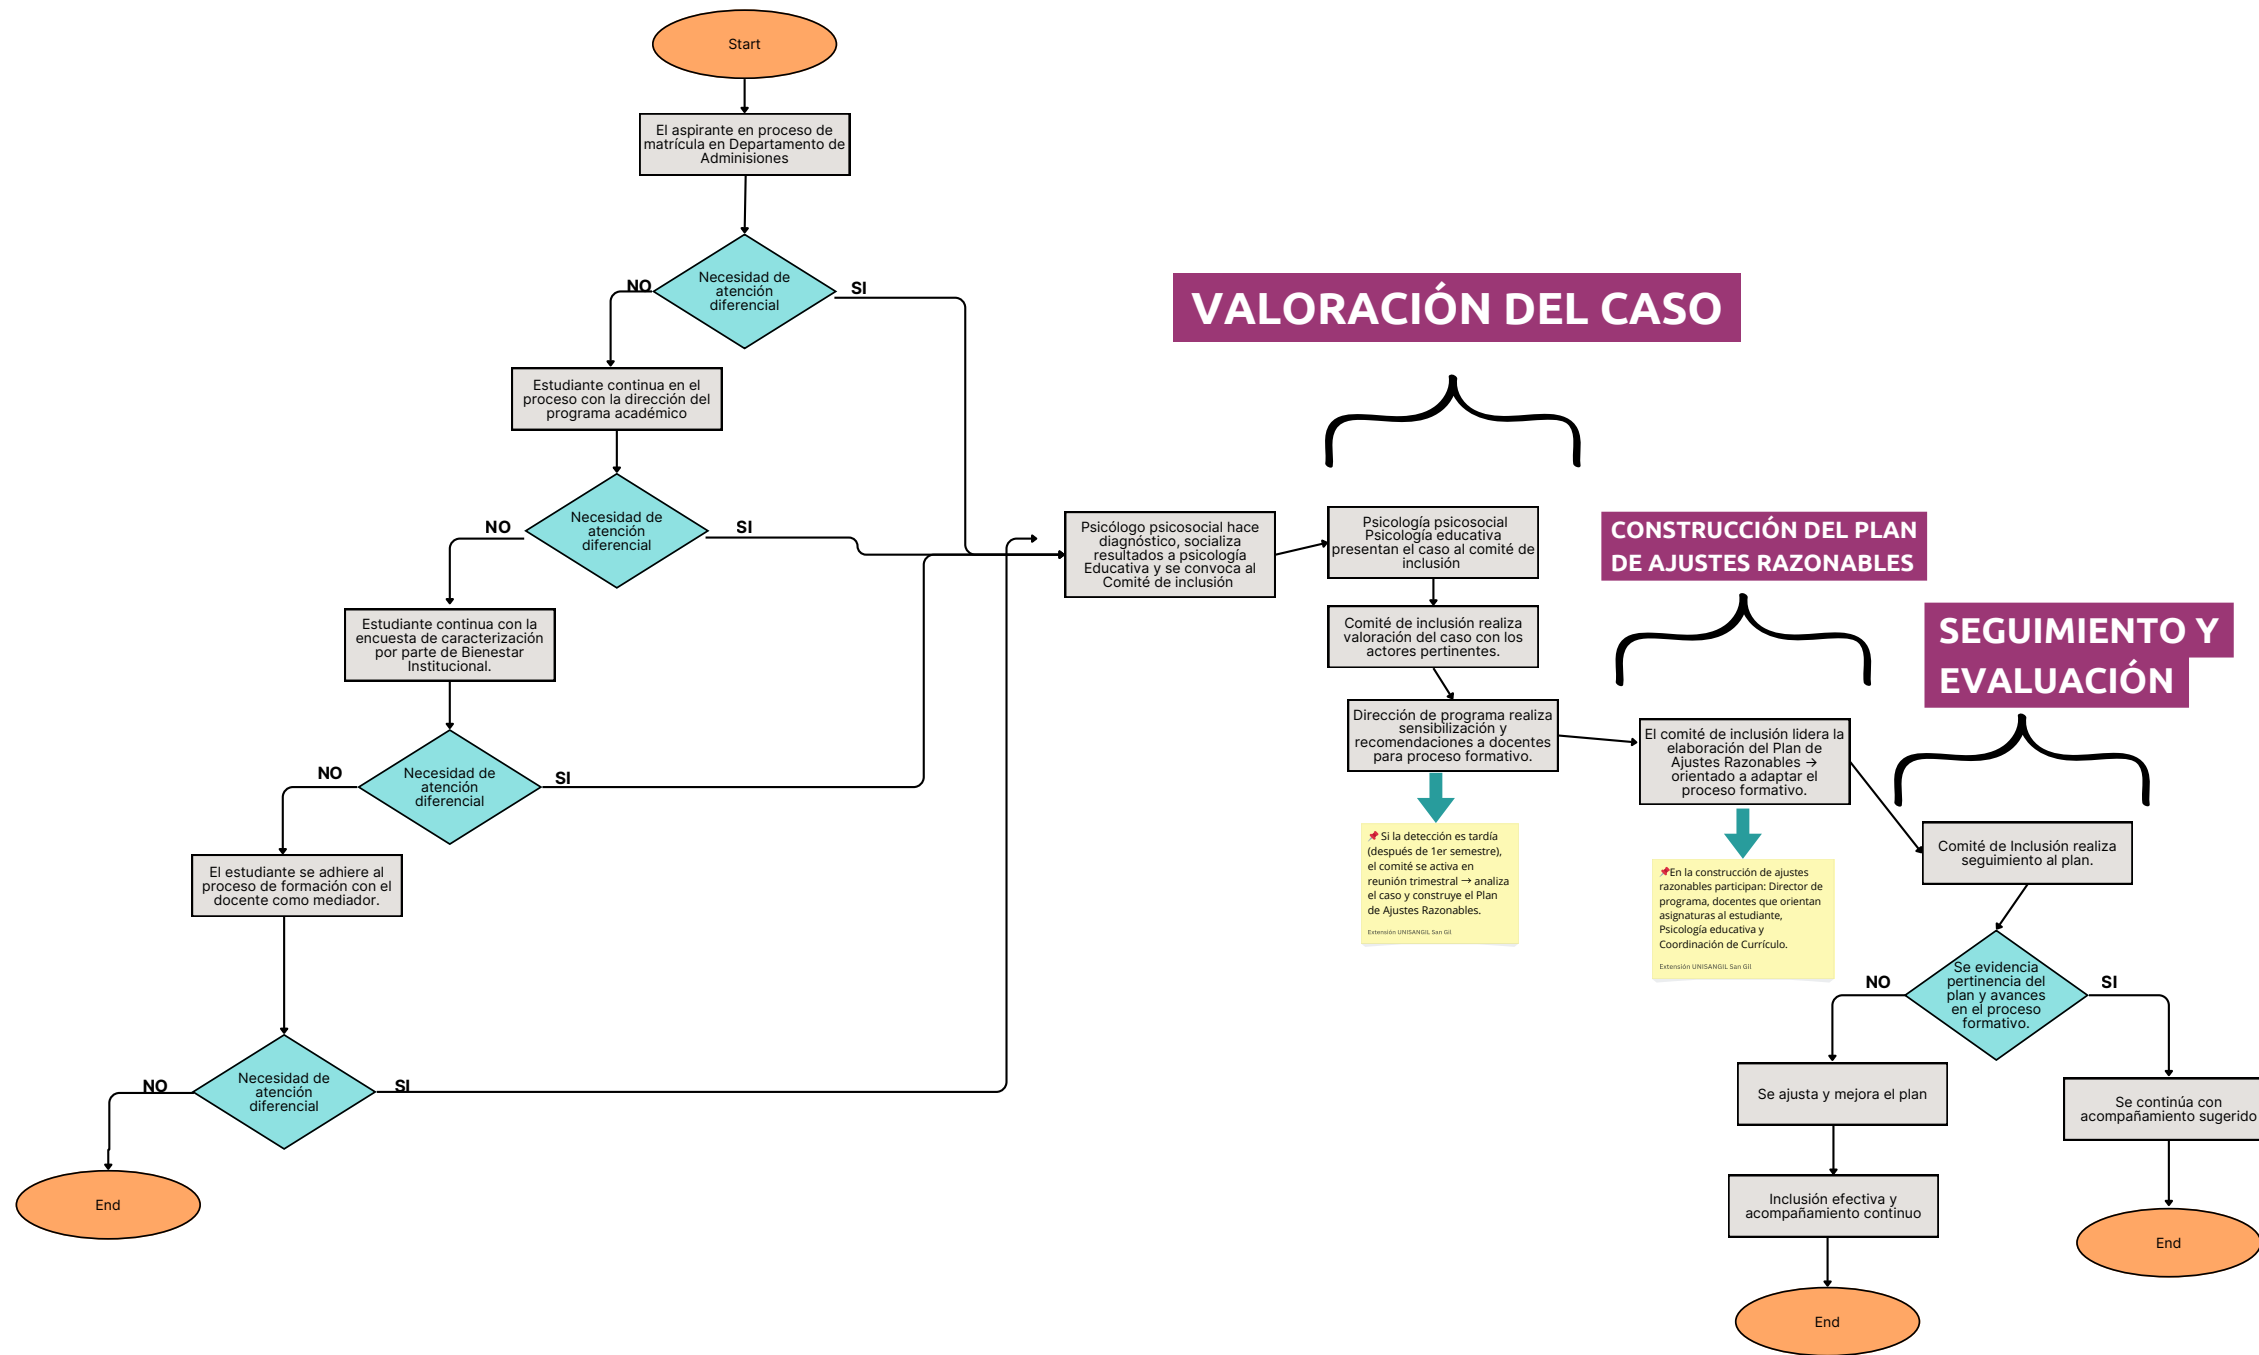 Start
El aspirante en proceso de
matrícula en Departamento de
Adminisiones
Necesidad de
atención
diferencial
NO
SI
Estudiante continua en el
proceso con la dirección del
programa académico
Necesidad de
atención
diferencial
NO
SI
Estudiante continua con la
encuesta de caracterización
por parte de Bienestar
Institucional.
Necesidad de
atención
diferencial
NO
SI
El estudiante se adhiere al
proceso de formación con el
docente como mediador.
Necesidad de
atención
diferencial
NO
SI
End
Psicólogo psicosocial hace
diagnóstico, socializa
resultados a psicología
Educativa y se convoca al
Comité de inclusión
VALORACIÓN DEL CASO
Psicología psicosocial
Psicología educativa
presentan el caso al comité de
inclusión
Comité de inclusión realiza
valoración del caso con los
actores pertinentes.
Dirección de programa realiza
sensibilización y
recomendaciones a docentes
para proceso formativo.
📌 Si la detección es tardía
(después de 1er semestre),
el comité se activa en
reunión trimestral → analiza
el caso y construye el Plan
de Ajustes Razonables.
Extensión UNISANGIL San Gil
CONSTRUCCIÓN DEL PLAN
DE AJUSTES RAZONABLES
El comité de inclusión lidera la
elaboración del Plan de
Ajustes Razonables →
orientado a adaptar el
proceso formativo.
📌En la construcción de ajustes
razonables participan: Director de
programa, docentes que orientan
asignaturas al estudiante,
Psicología educativa y
Coordinación de Currículo.
Extensión UNISANGIL San Gil
SEGUIMIENTO Y
EVALUACIÓN
Comité de Inclusión realiza
seguimiento al plan.
Se evidencia
pertinencia del
plan y avances
en el proceso
formativo.
NO
SI
Se ajusta y mejora el plan
Inclusión efectiva y
acompañamiento continuo
End
Se continúa con
acompañamiento sugerido
End